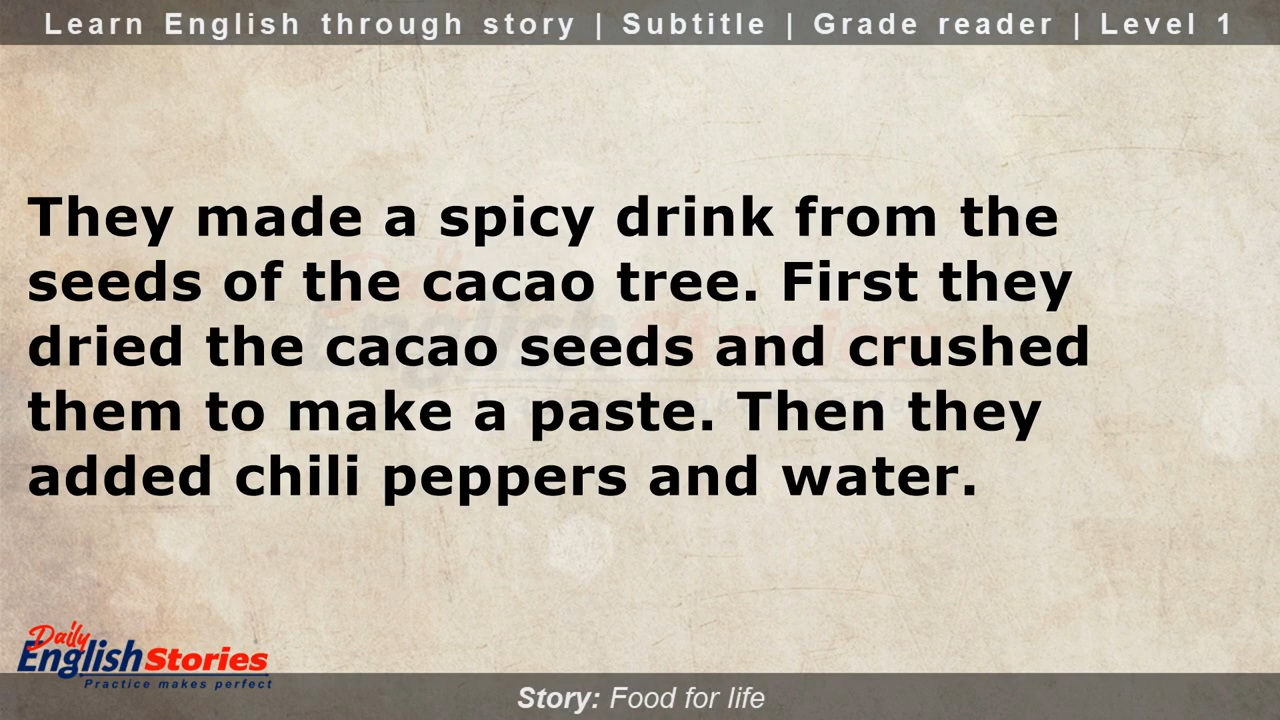 Learn English through story | Subtitle | Grade reader | Level 1
They made a spicy drink from the
seeds of the cacao tree. First they
dried the cacao seeds and crushed
them to make a paste. Then they
added chili peppers and water.
Daily
English Stories
Practice makes perfect
Story: Food for life